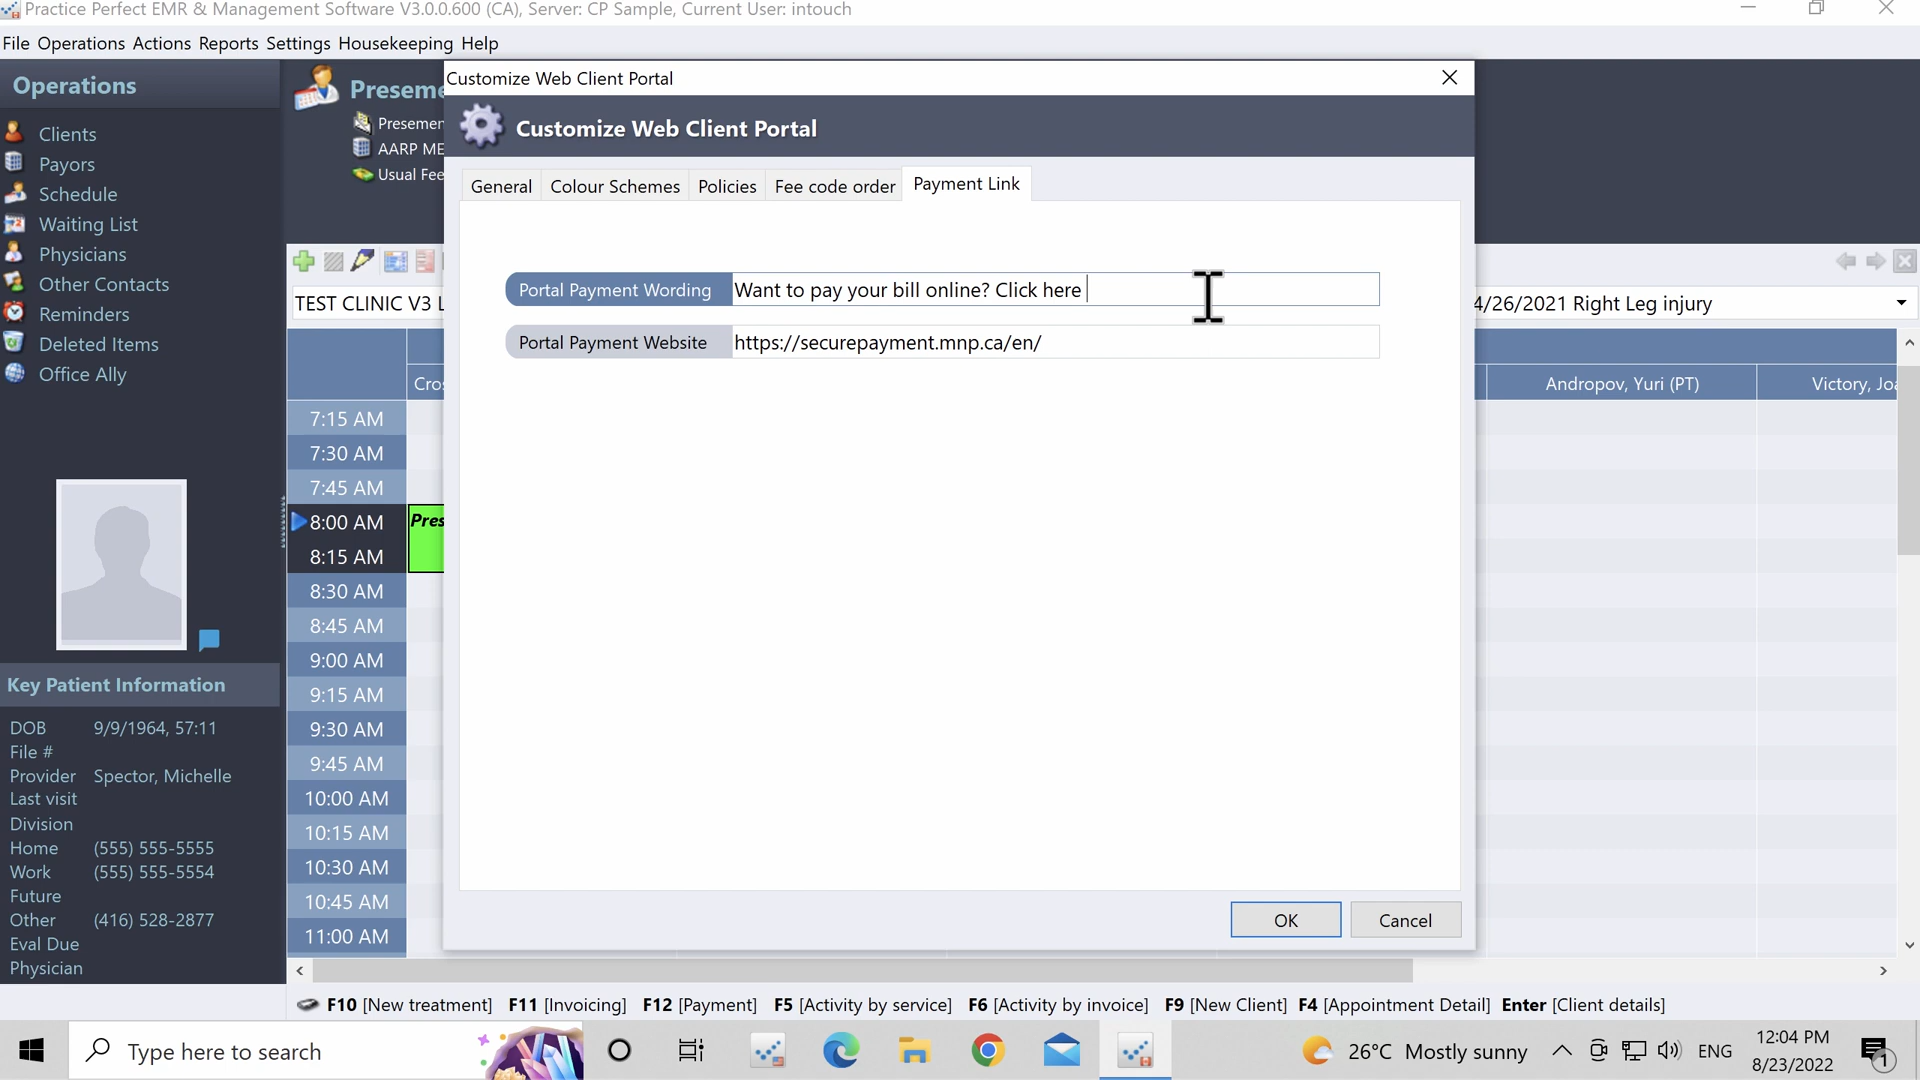 Practice Perfect EMR & Management Software V3.0.0.600 (CA), Server: CP Sample, Current User: intouch
File Operations Actions Reports Settings Housekeeping Help
Operations
Clients
Payors
Schedule
Waiting List
Physicians
Other Contacts
Reminders
Deleted Items
Office Ally
Key Patient Information
DOB 9/9/1964, 57:11
File #
Provider Spector, Michelle
Last visit
Division
Home (555) 555-5555
Work (555) 555-5554
Future
Other (416) 528-2877
Eval Due
Physician
Preseme
Presemen
AARP ME
Usual Fee
TEST CLINIC V3 L
4/26/2021 Right Leg injury
Cros
Andropov, Yuri (PT)
Victory, Joa
7:15 AM
7:30 AM
7:45 AM
8:00 AM
Pres
8:15 AM
8:30 AM
8:45 AM
9:00 AM
9:15 AM
9:30 AM
9:45 AM
10:00 AM
10:15 AM
10:30 AM
10:45 AM
11:00 AM
Customize Web Client Portal
Customize Web Client Portal
General Colour Schemes Policies Fee code order Payment Link
Portal Payment Wording Want to pay your bill online? Click here
Portal Payment Website https://securepayment.mnp.ca/en/
OK Cancel
F10 [New treatment] F11 [Invoicing] F12 [Payment] F5 [Activity by service] F6 [Activity by invoice] F9 [New Client] F4 [Appointment Detail] Enter [Client details]
Type here to search
26°C Mostly sunny
ENG
12:04 PM
8/23/2022
1